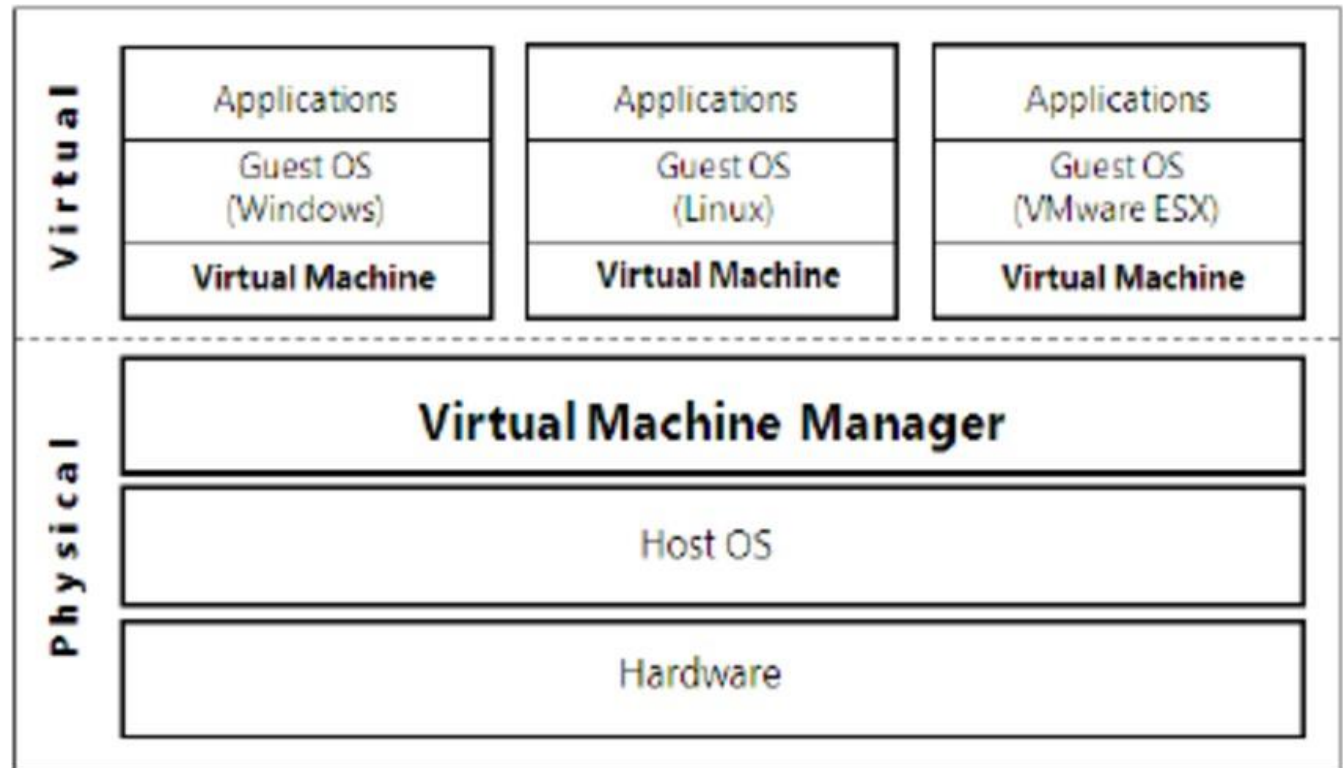 Virtual
Applications
Guest OS
(Windows)
Virtual Machine
Applications
Guest OS
(Linux)
Virtual Machine
Applications
Guest OS
(VMware ESX)
Virtual Machine
Physical
Virtual Machine Manager
Host OS
Hardware